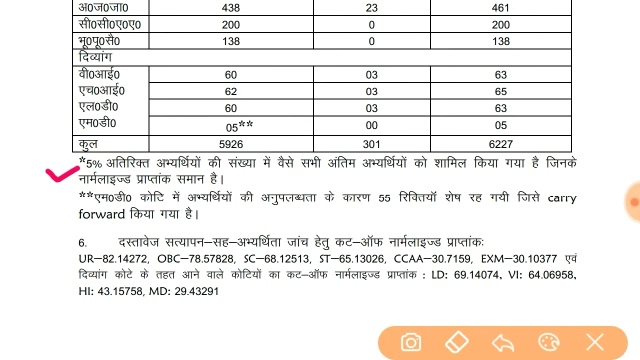 अ0ज0जा0 438 23 461
सी0सी0ए0ए0 200 0 200
भू0पू0सै0 138 0 138
दिव्यांग
वी0आई0 60 03 63
एच0आई0 62 03 65
एल0डी0 60 03 63
एम0डी0 05** 00 05
कुल 5926 301 6227
*5% अतिरिक्त अभ्यर्थियों की संख्या में वैसे सभी अंतिम अभ्यर्थियों को शामिल किया गया है जिनके
नार्मलाइज्ड प्राप्तांक समान है।
**एम0डी0 कोटि में अभ्यर्थियों की अनुपलब्धता के कारण 55 रिक्तियाँ शेष रह गयी जिसे carry
forward किया गया है।
6. दस्तावेज सत्यापन–सह–अभ्यर्थिता जांच हेतु कट–ऑफ नार्मलाइज्ड प्राप्तांकः
UR–82.14272, OBC–78.57828, SC–68.12513, ST–65.13026, CCAA–30.7159, EXM–30.10377 एवं
दिव्यांग कोटे के तहत आने वाले कोटियों का कट–ऑफ नार्मलाइज्ड प्राप्तांक : LD: 69.14074, VI: 64.06958,
HI: 43.15758, MD: 29.43291